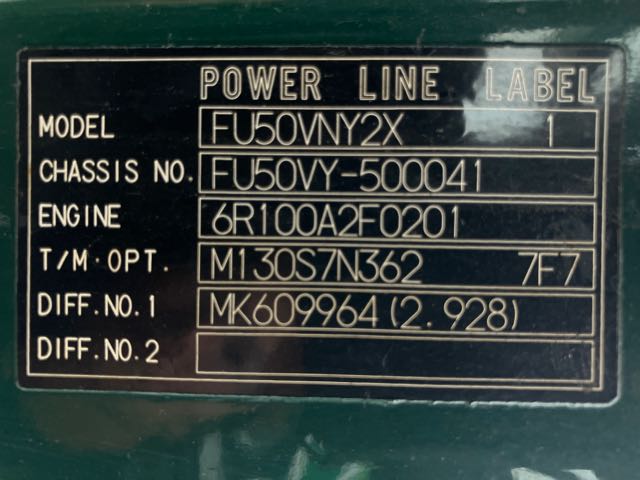 POWER LINE LABEL
MODEL FU50VNY2X 1
CHASSIS NO. FU50VY-500041
ENGINE 6R100A2F0201
T/M·OPT. M130S7N362 7F7
DIFF.NO.1 MK609964(2.928)
DIFF.NO.2